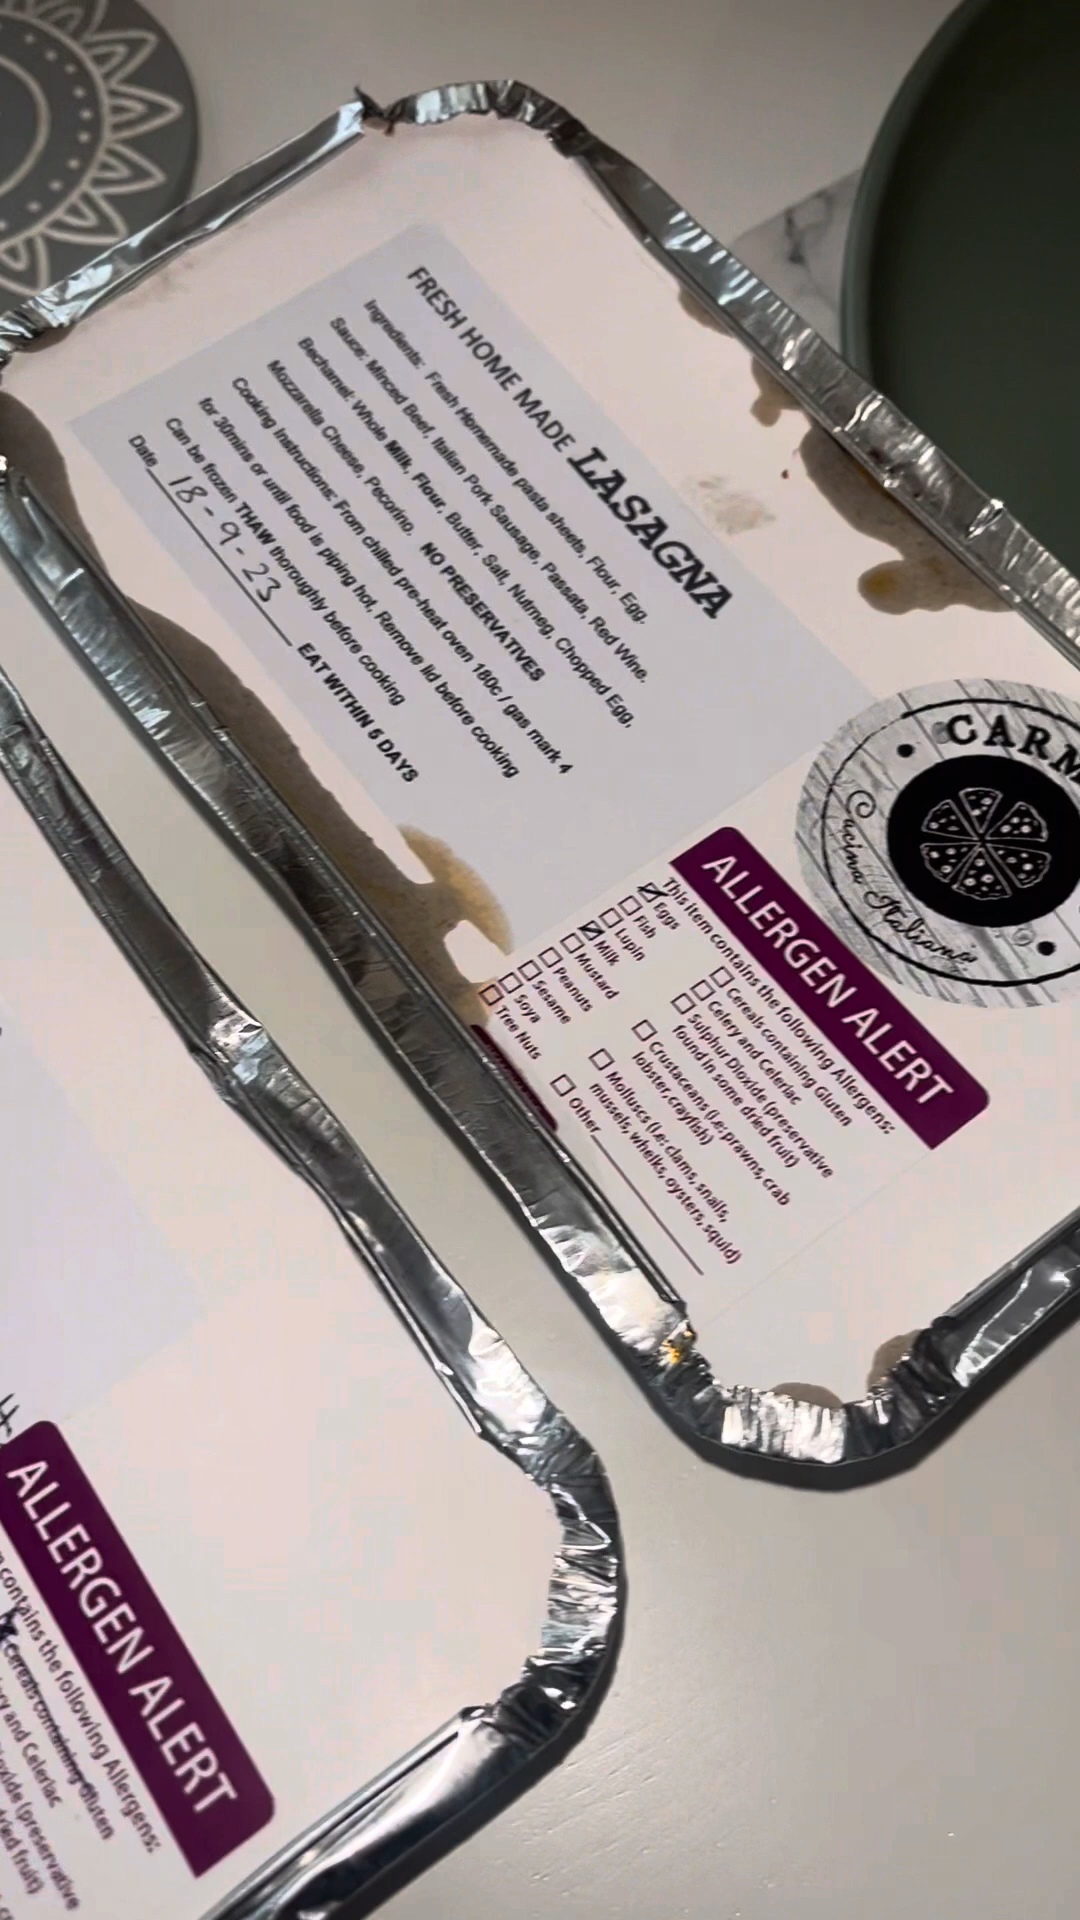 FRESH HOME MADE LASAGNA
Ingredients: Fresh Homemade pasta sheets, Flour, Egg.
Sauce: Minced Beef, Italian Pork Sausage, Passata, Red Wine.
Bechamel: Whole Milk, Flour, Butter, Salt, Nutmeg, Chopped Egg,
Mozzarella Cheese, Pecorino. NO PRESERVATIVES
Cooking Instructions: From chilled pre-heat oven 180c / gas mark 4
for 30mins or until food is piping hot, Remove lid before cooking
Can be frozen THAW thoroughly before cooking
Date 18-9-23 EAT WITHIN 5 DAYS
CARM
Cucina Italiana
ALLERGEN ALERT
This item contains the following Allergens:
Eggs
Fish
Lupin
Milk
Mustard
Peanuts
Sesame
Soya
Tree Nuts
Cereals containing Gluten
Celery and Celeriac
Sulphur Dioxide (preservative
found in some dried fruit)
Crustaceans (i.e: prawns, crab
lobster, crayfish)
Molluscs (i.e: clams, snails,
mussels, whelks, oysters, squid)
Other
ALLERGEN ALERT
contains the following Allergens:
Cereals containing Gluten
and Celeriac
(preservative
dried fruit)